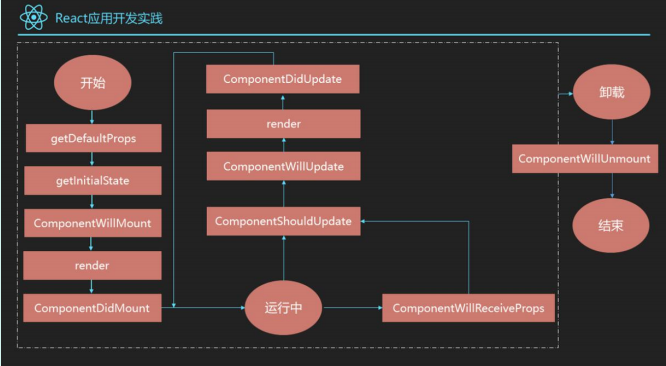 React应用开发实践
开始
getDefaultProps
getInitialState
ComponentWillMount
render
ComponentDidMount
ComponentDidUpdate
render
ComponentWillUpdate
ComponentShouldUpdate
运行中
ComponentWillReceiveProps
卸载
ComponentWillUnmount
结束